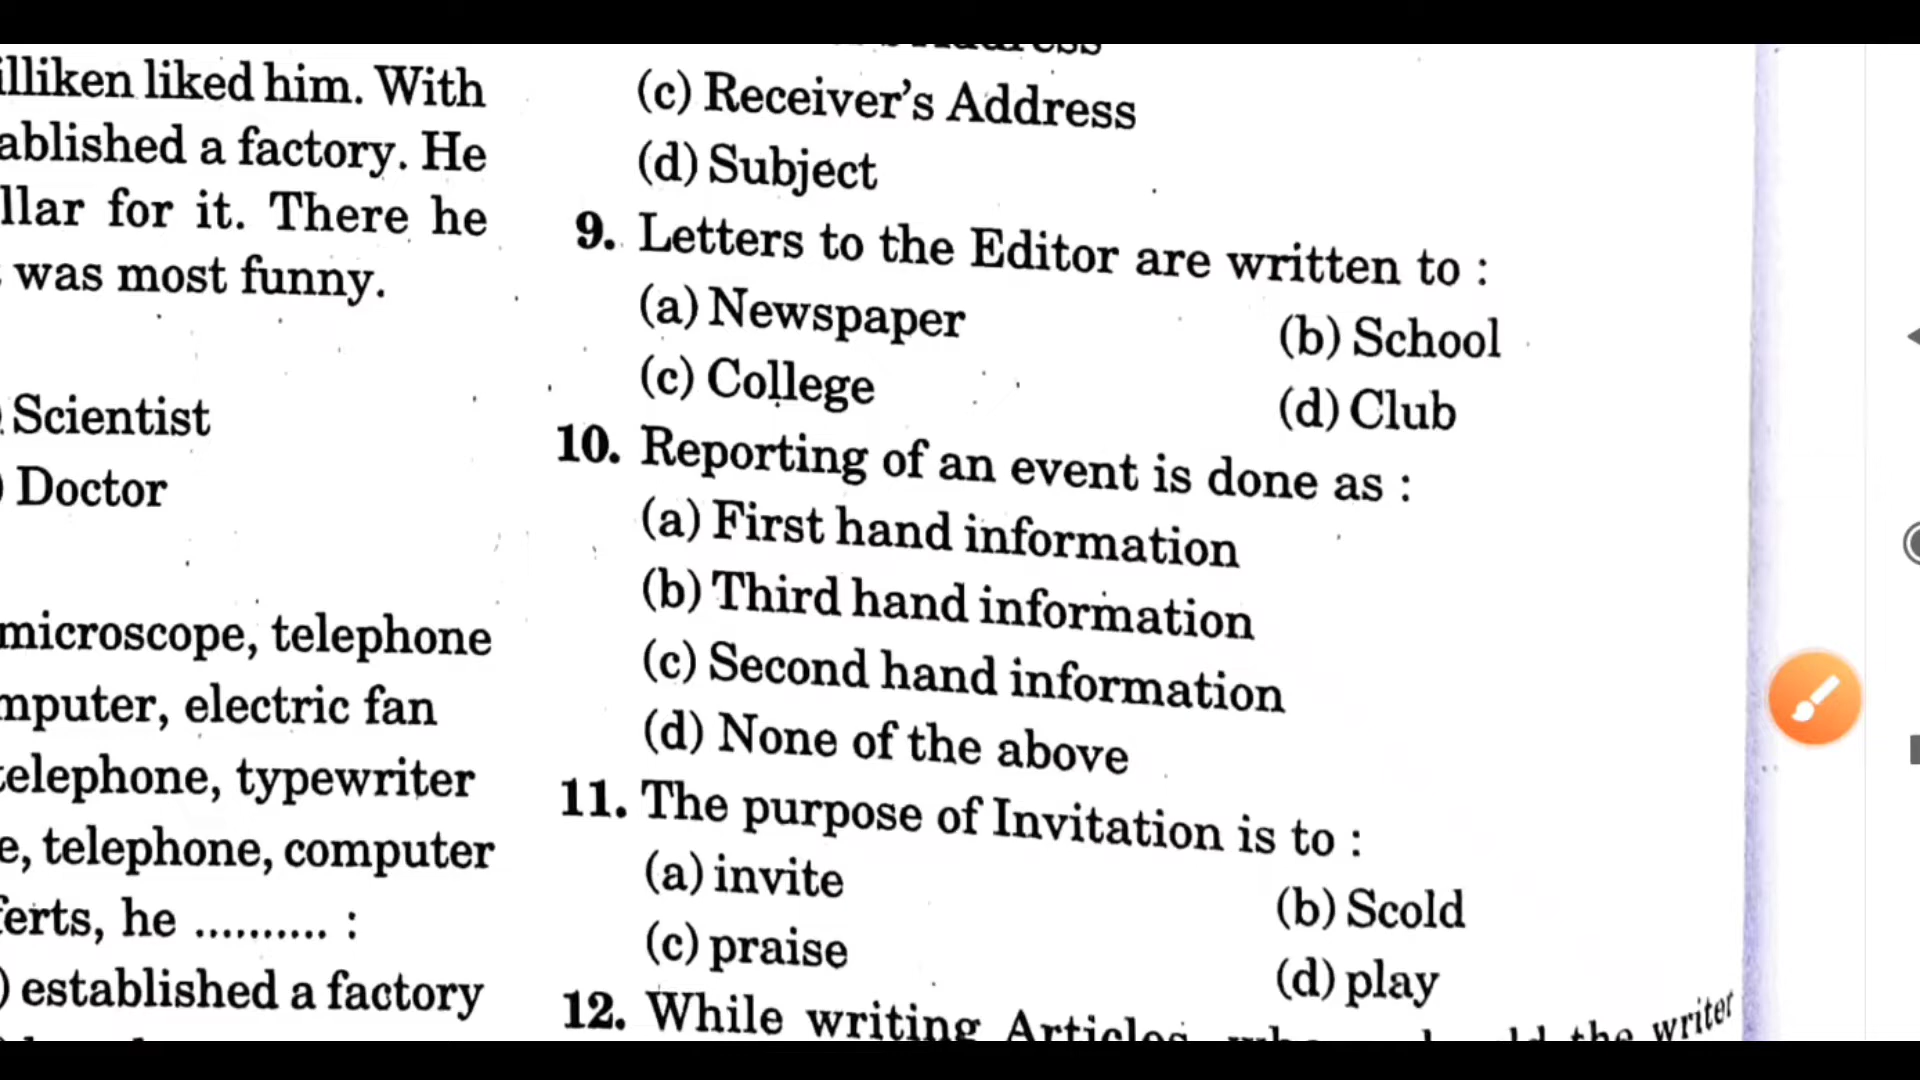 illiken liked him. With
ablished a factory. He
llar for it. There he
was most funny.
Scientist
) Doctor
microscope, telephone
mputer, electric fan
telephone, typewriter
e, telephone, computer
ferts, he .......... :
) established a factory
Address
(c) Receiver's Address
(d) Subject
9. Letters to the Editor are written to :
(a) Newspaper (b) School
(c) College (d) Club
10. Reporting of an event is done as :
(a) First hand information
(b) Third hand information
(c) Second hand information
(d) None of the above
11. The purpose of Invitation is to :
(a) invite (b) Scold
(c) praise (d) play
12. While writing Articles, the writer